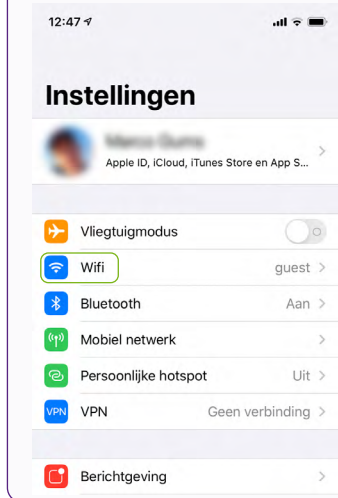 12:47
Instellingen
Apple ID, iCloud, iTunes Store en App S...
Vliegtuigmodus
Wifi guest
Bluetooth Aan
Mobiel netwerk
Persoonlijke hotspot Uit
VPN VPN Geen verbinding
Berichtgeving